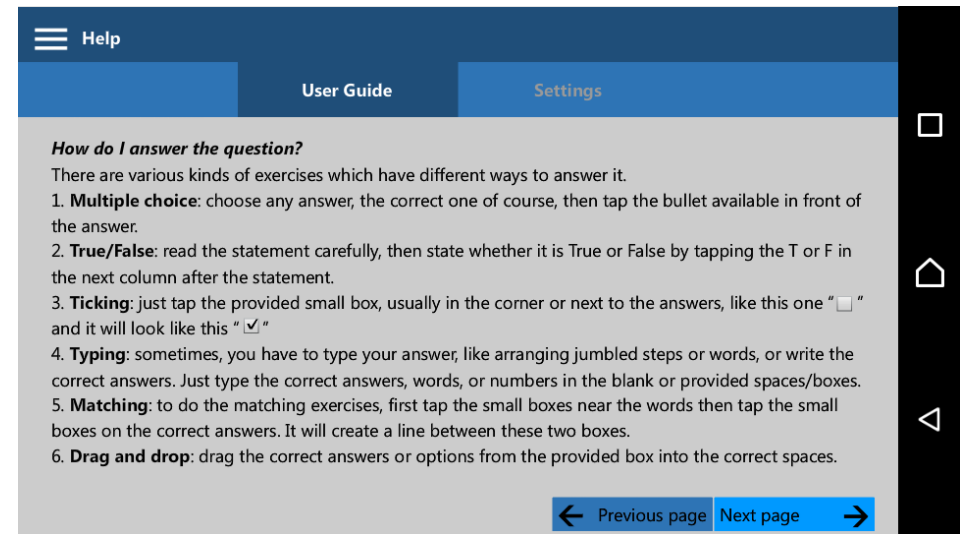 Help
User Guide
Settings
How do I answer the question?
There are various kinds of exercises which have different ways to answer it.
1. Multiple choice: choose any answer, the correct one of course, then tap the bullet available in front of
the answer.
2. True/False: read the statement carefully, then state whether it is True or False by tapping the T or F in
the next column after the statement.
3. Ticking: just tap the provided small box, usually in the corner or next to the answers, like this one “☐ ”
and it will look like this “ ☑ ”
4. Typing: sometimes, you have to type your answer, like arranging jumbled steps or words, or write the
correct answers. Just type the correct answers, words, or numbers in the blank or provided spaces/boxes.
5. Matching: to do the matching exercises, first tap the small boxes near the words then tap the small
boxes on the correct answers. It will create a line between these two boxes.
6. Drag and drop: drag the correct answers or options from the provided box into the correct spaces.
Previous page
Next page